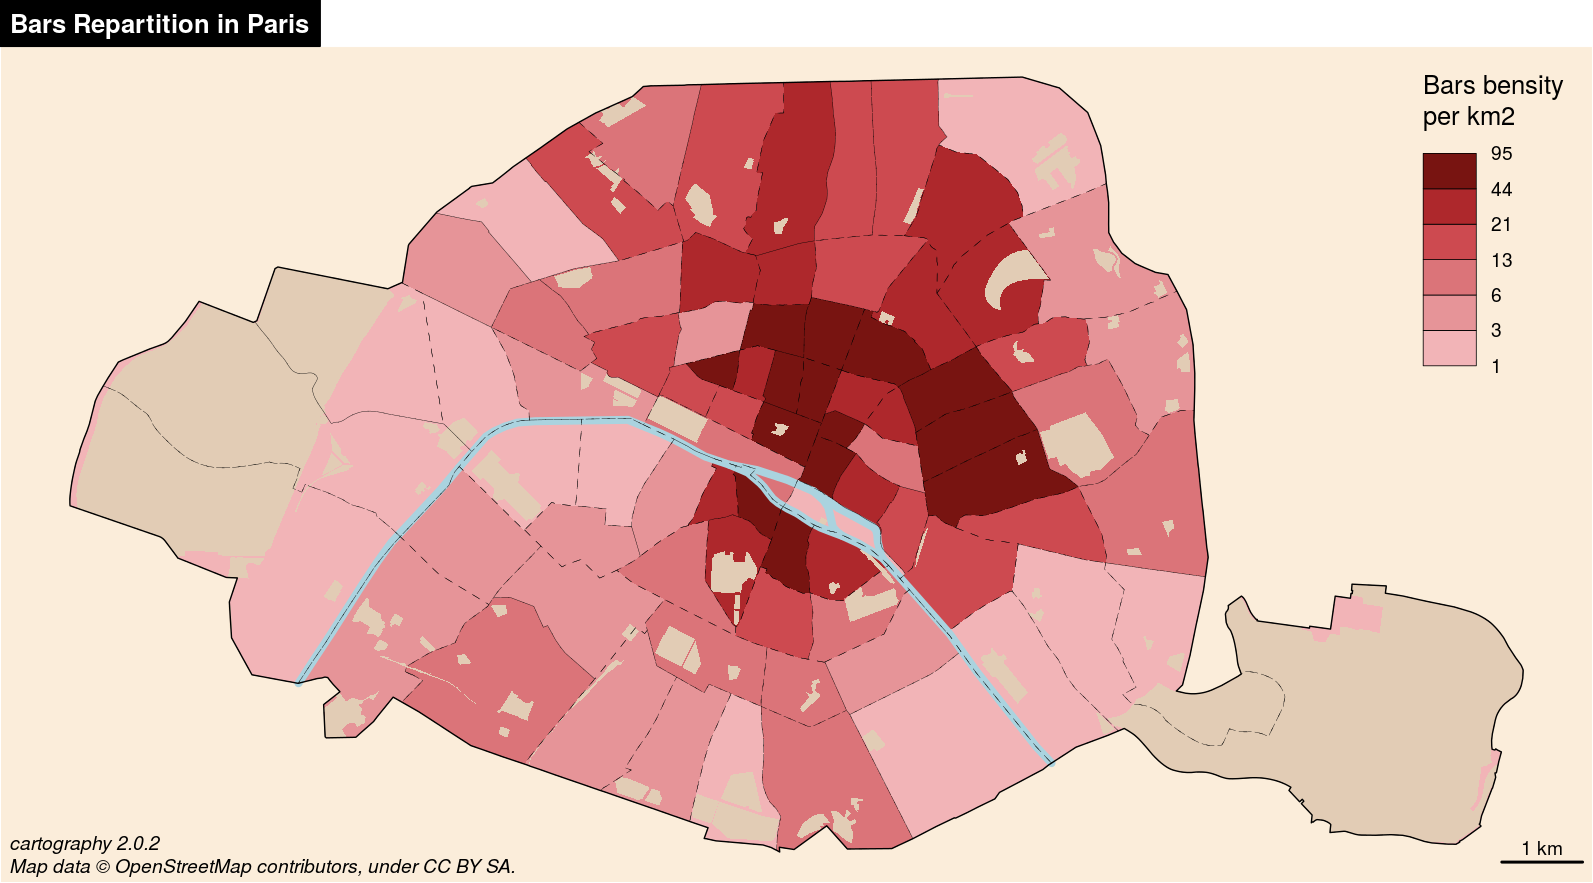 Bars Repartition in Paris
Bars bensity
per km2
95
44
21
13
6
3
1
cartography 2.0.2
Map data © OpenStreetMap contributors, under CC BY SA.
1 km